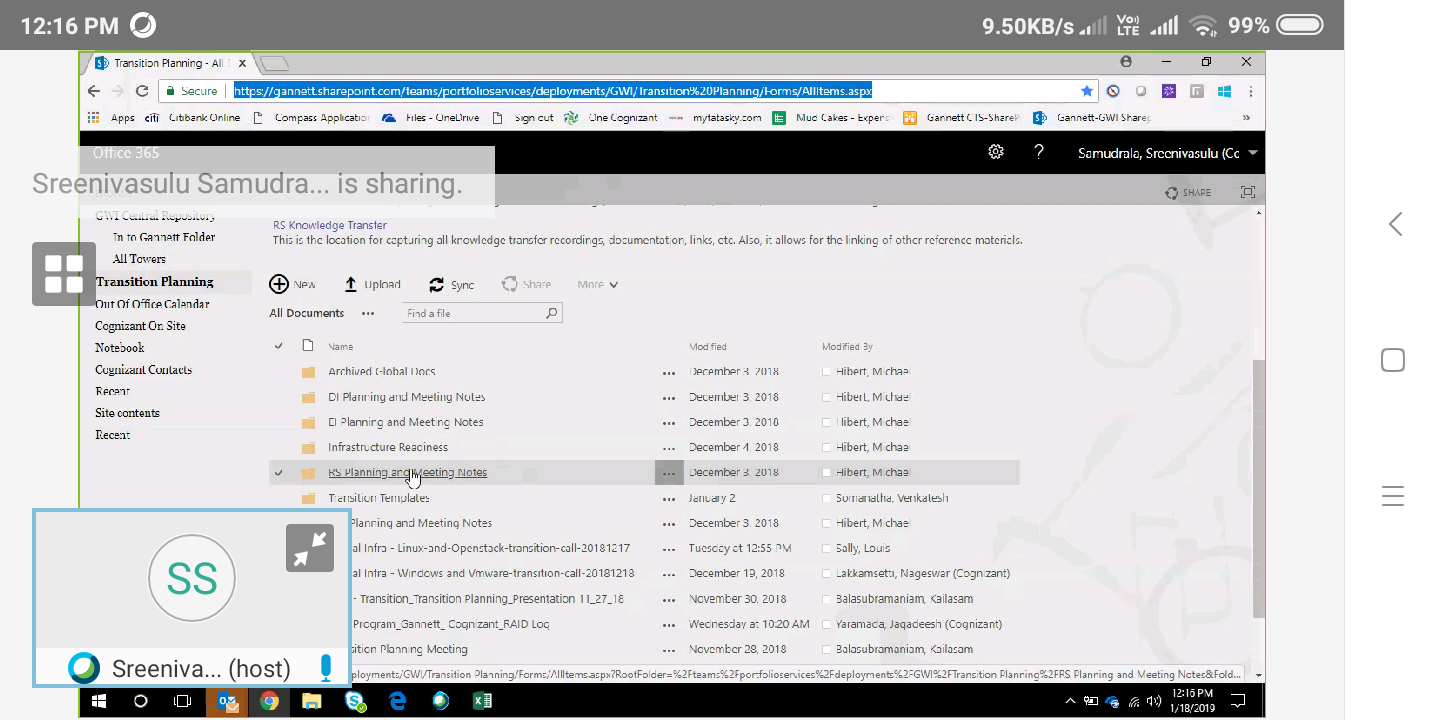 12:16 PM
9.50KB/s Vo) LTE 99%
Transition Planning - All
Secure https://gannett.sharepoint.com/teams/portfolioservices/deployments/GWI/Transition%20Planning/Forms/AllItems.aspx
Apps citi Citibank Online Compass Applicatio Files - OneDrive Sign out One Cognizant mytatasky.com Mud Cakes - Expens Gannett CTS-ShareP Gannett-GWI Sharep »
Office 365 ? Samudrala, Sreenivasulu (Co
Sreenivasulu Samudra... is sharing.
SHARE
GWI Central Repository
In to Gannett Folder
All Towers
Transition Planning
Out Of Office Calendar
Cognizant On Site
Notebook
Cognizant Contacts
Recent
Site contents
Recent
RS Knowledge Transfer
This is the location for capturing all knowledge transfer recordings, documentation, links, etc. Also, it allows for the linking of other reference materials.
New Upload Sync Share More
All Documents ... Find a file
Name Modified Modified By
Archived Global Docs ... December 3, 2018 Hibert, Michael
DI Planning and Meeting Notes ... December 3, 2018 Hibert, Michael
EI Planning and Meeting Notes ... December 3, 2018 Hibert, Michael
Infrastructure Readiness ... December 4, 2018 Hibert, Michael
RS Planning and Meeting Notes ... December 3, 2018 Hibert, Michael
Transition Templates ... January 2 Somanatha, Venkatesh
Planning and Meeting Notes ... December 3, 2018 Hibert, Michael
al Infra - Linux-and-Openstack-transition-call-20181217 ... Tuesday at 12:55 PM Sally, Louis
al Infra - Windows and Vmware-transition-call-20181218 ... December 19, 2018 Lakkamsetti, Nageswar (Cognizant)
- Transition_Transition Planning_Presentation 11_27_18 ... November 30, 2018 Balasubramaniam, Kailasam
Program_Gannett_ Cognizant_RAID Log ... Wednesday at 10:20 AM Yaramada, Jagadeesh (Cognizant)
sition Planning Meeting ... November 28, 2018 Balasubramaniam, Kailasam
ployments/GWI/Transition Planning/Forms/AllItems.aspx?RootFolder=%2Fteams%2Fportfolioservices%2Fdeployments%2FGWI%2FTransition Planning%2FRS Planning and Meeting Notes&Fold...
SS
Sreeniva... (host)
12:16 PM
1/18/2019